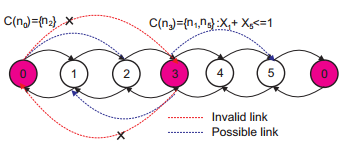 C(n₀)={n₂} X
C(n₃)={n₁,n₅}:X₁+ X₅<=1
0 1 2 3 4 5 0
X
Invalid link
Possible link